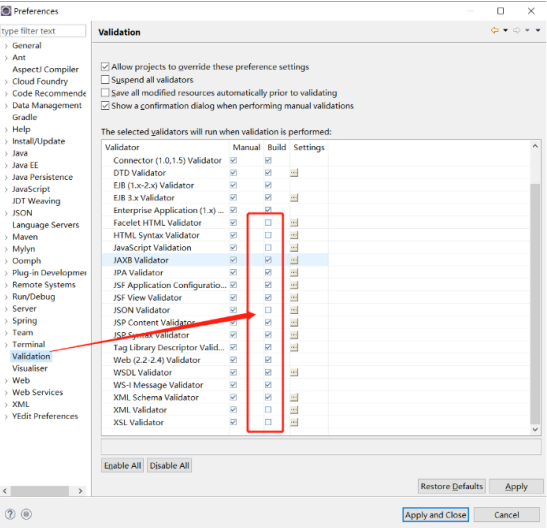 Preferences
type filter text
Validation
General
Ant
AspectJ Compiler
Cloud Foundry
Code Recommende
Data Management
Gradle
Help
Install/Update
Java
Java EE
Java Persistence
JavaScript
JDT Weaving
JSON
Language Servers
Maven
Mylyn
Oomph
Plug-in Developmer
Remote Systems
Run/Debug
Server
Spring
Team
Terminal
Validation
Visualiser
Web
Web Services
XML
YEdit Preferences
Allow projects to override these preference settings
Suspend all validators
Save all modified resources automatically prior to validating
Show a confirmation dialog when performing manual validations
The selected validators will run when validation is performed:
Validator Manual Build Settings
Connector (1.0,1.5) Validator
DTD Validator
EJB (1.x-2.x) Validator
EJB 3.x Validator
Enterprise Application (1.x) ...
Facelet HTML Validator
HTML Syntax Validator
JavaScript Validation
JAXB Validator
JPA Validator
JSF Application Configuratio...
JSF View Validator
JSON Validator
JSP Content Validator
JSP Syntax Validator
Tag Library Descriptor Valid...
Web (2.2-2.4) Validator
WSDL Validator
WS-I Message Validator
XML Schema Validator
XML Validator
XSL Validator
Enable All Disable All
Restore Defaults Apply
Apply and Close Cancel